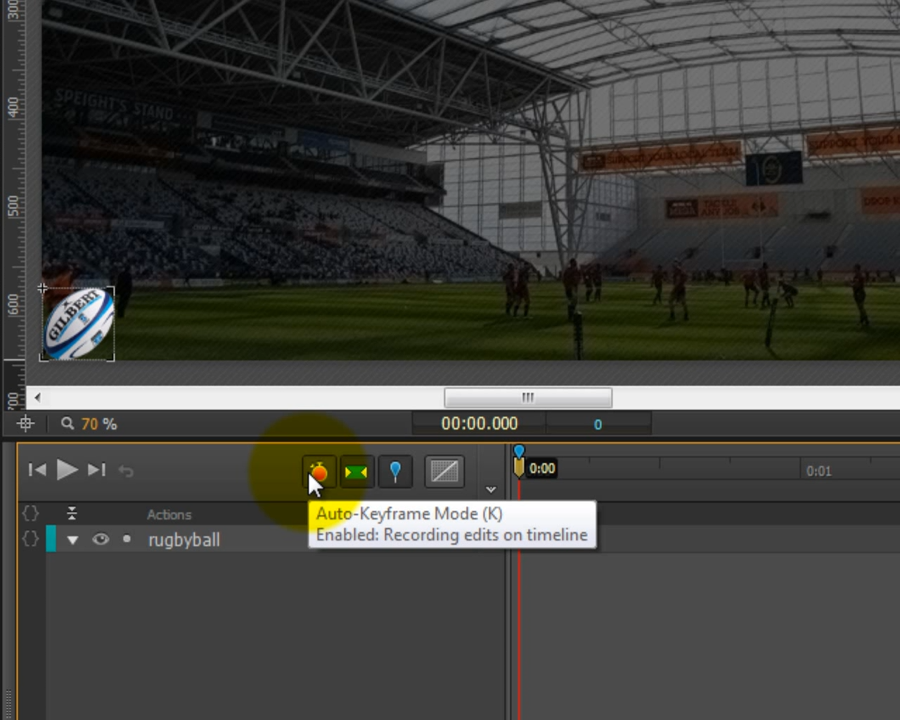 300
400
SPEIGHT'S STAND
500
600
GILBERT
700
70 %
00:00.000
0
0:00
0:01
Auto-Keyframe Mode (K)
Enabled: Recording edits on timeline
Actions
rugbyball